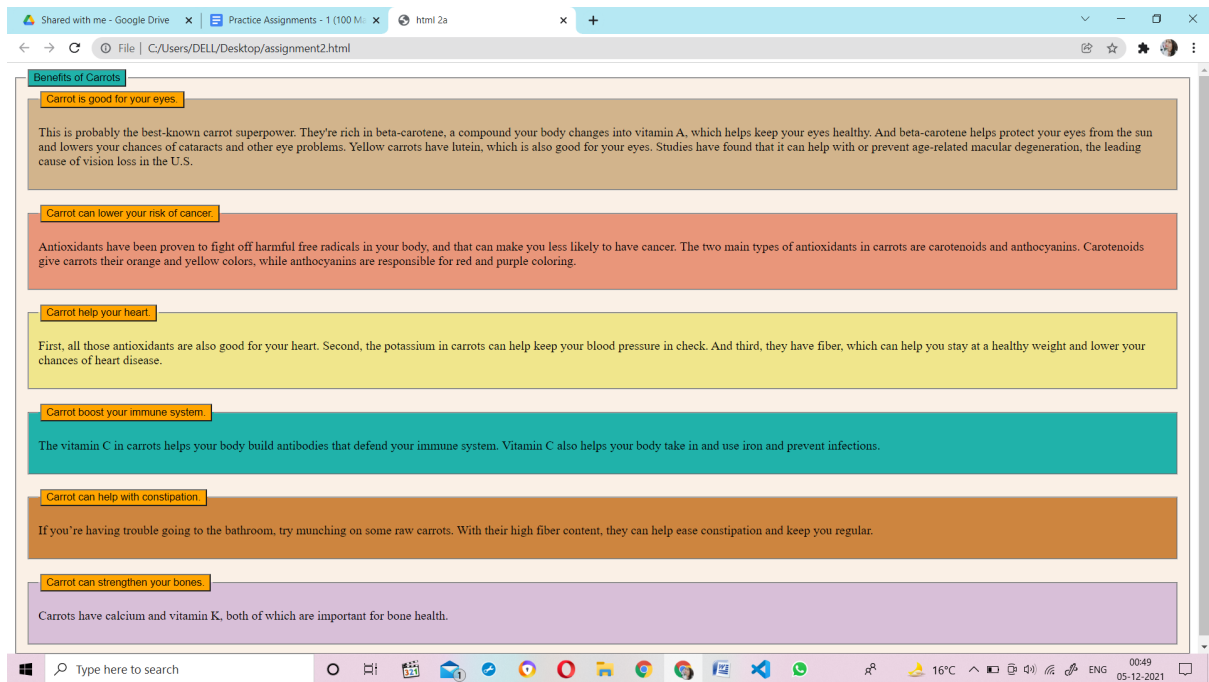 Shared with me - Google Drive
Practice Assignments - 1 (100 Ma
html 2a
File | C:/Users/DELL/Desktop/assignment2.html
Benefits of Carrots
Carrot is good for your eyes.
This is probably the best-known carrot superpower. They're rich in beta-carotene, a compound your body changes into vitamin A, which helps keep your eyes healthy. And beta-carotene helps protect your eyes from the sun
and lowers your chances of cataracts and other eye problems. Yellow carrots have lutein, which is also good for your eyes. Studies have found that it can help with or prevent age-related macular degeneration, the leading
cause of vision loss in the U.S.
Carrot can lower your risk of cancer.
Antioxidants have been proven to fight off harmful free radicals in your body, and that can make you less likely to have cancer. The two main types of antioxidants in carrots are carotenoids and anthocyanins. Carotenoids
give carrots their orange and yellow colors, while anthocyanins are responsible for red and purple coloring.
Carrot help your heart.
First, all those antioxidants are also good for your heart. Second, the potassium in carrots can help keep your blood pressure in check. And third, they have fiber, which can help you stay at a healthy weight and lower your
chances of heart disease.
Carrot boost your immune system.
The vitamin C in carrots helps your body build antibodies that defend your immune system. Vitamin C also helps your body take in and use iron and prevent infections.
Carrot can help with constipation.
If you’re having trouble going to the bathroom, try munching on some raw carrots. With their high fiber content, they can help ease constipation and keep you regular.
Carrot can strengthen your bones.
Carrots have calcium and vitamin K, both of which are important for bone health.
Type here to search
321
1
16°C
ENG
00:49
05-12-2021